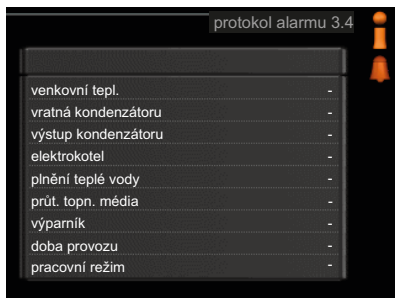 protokol alarmu 3.4
venkovní tepl. -
vratná kondenzátoru -
výstup kondenzátoru -
elektrokotel -
plnění teplé vody -
průt. topn. média -
výparník -
doba provozu -
pracovní režim -